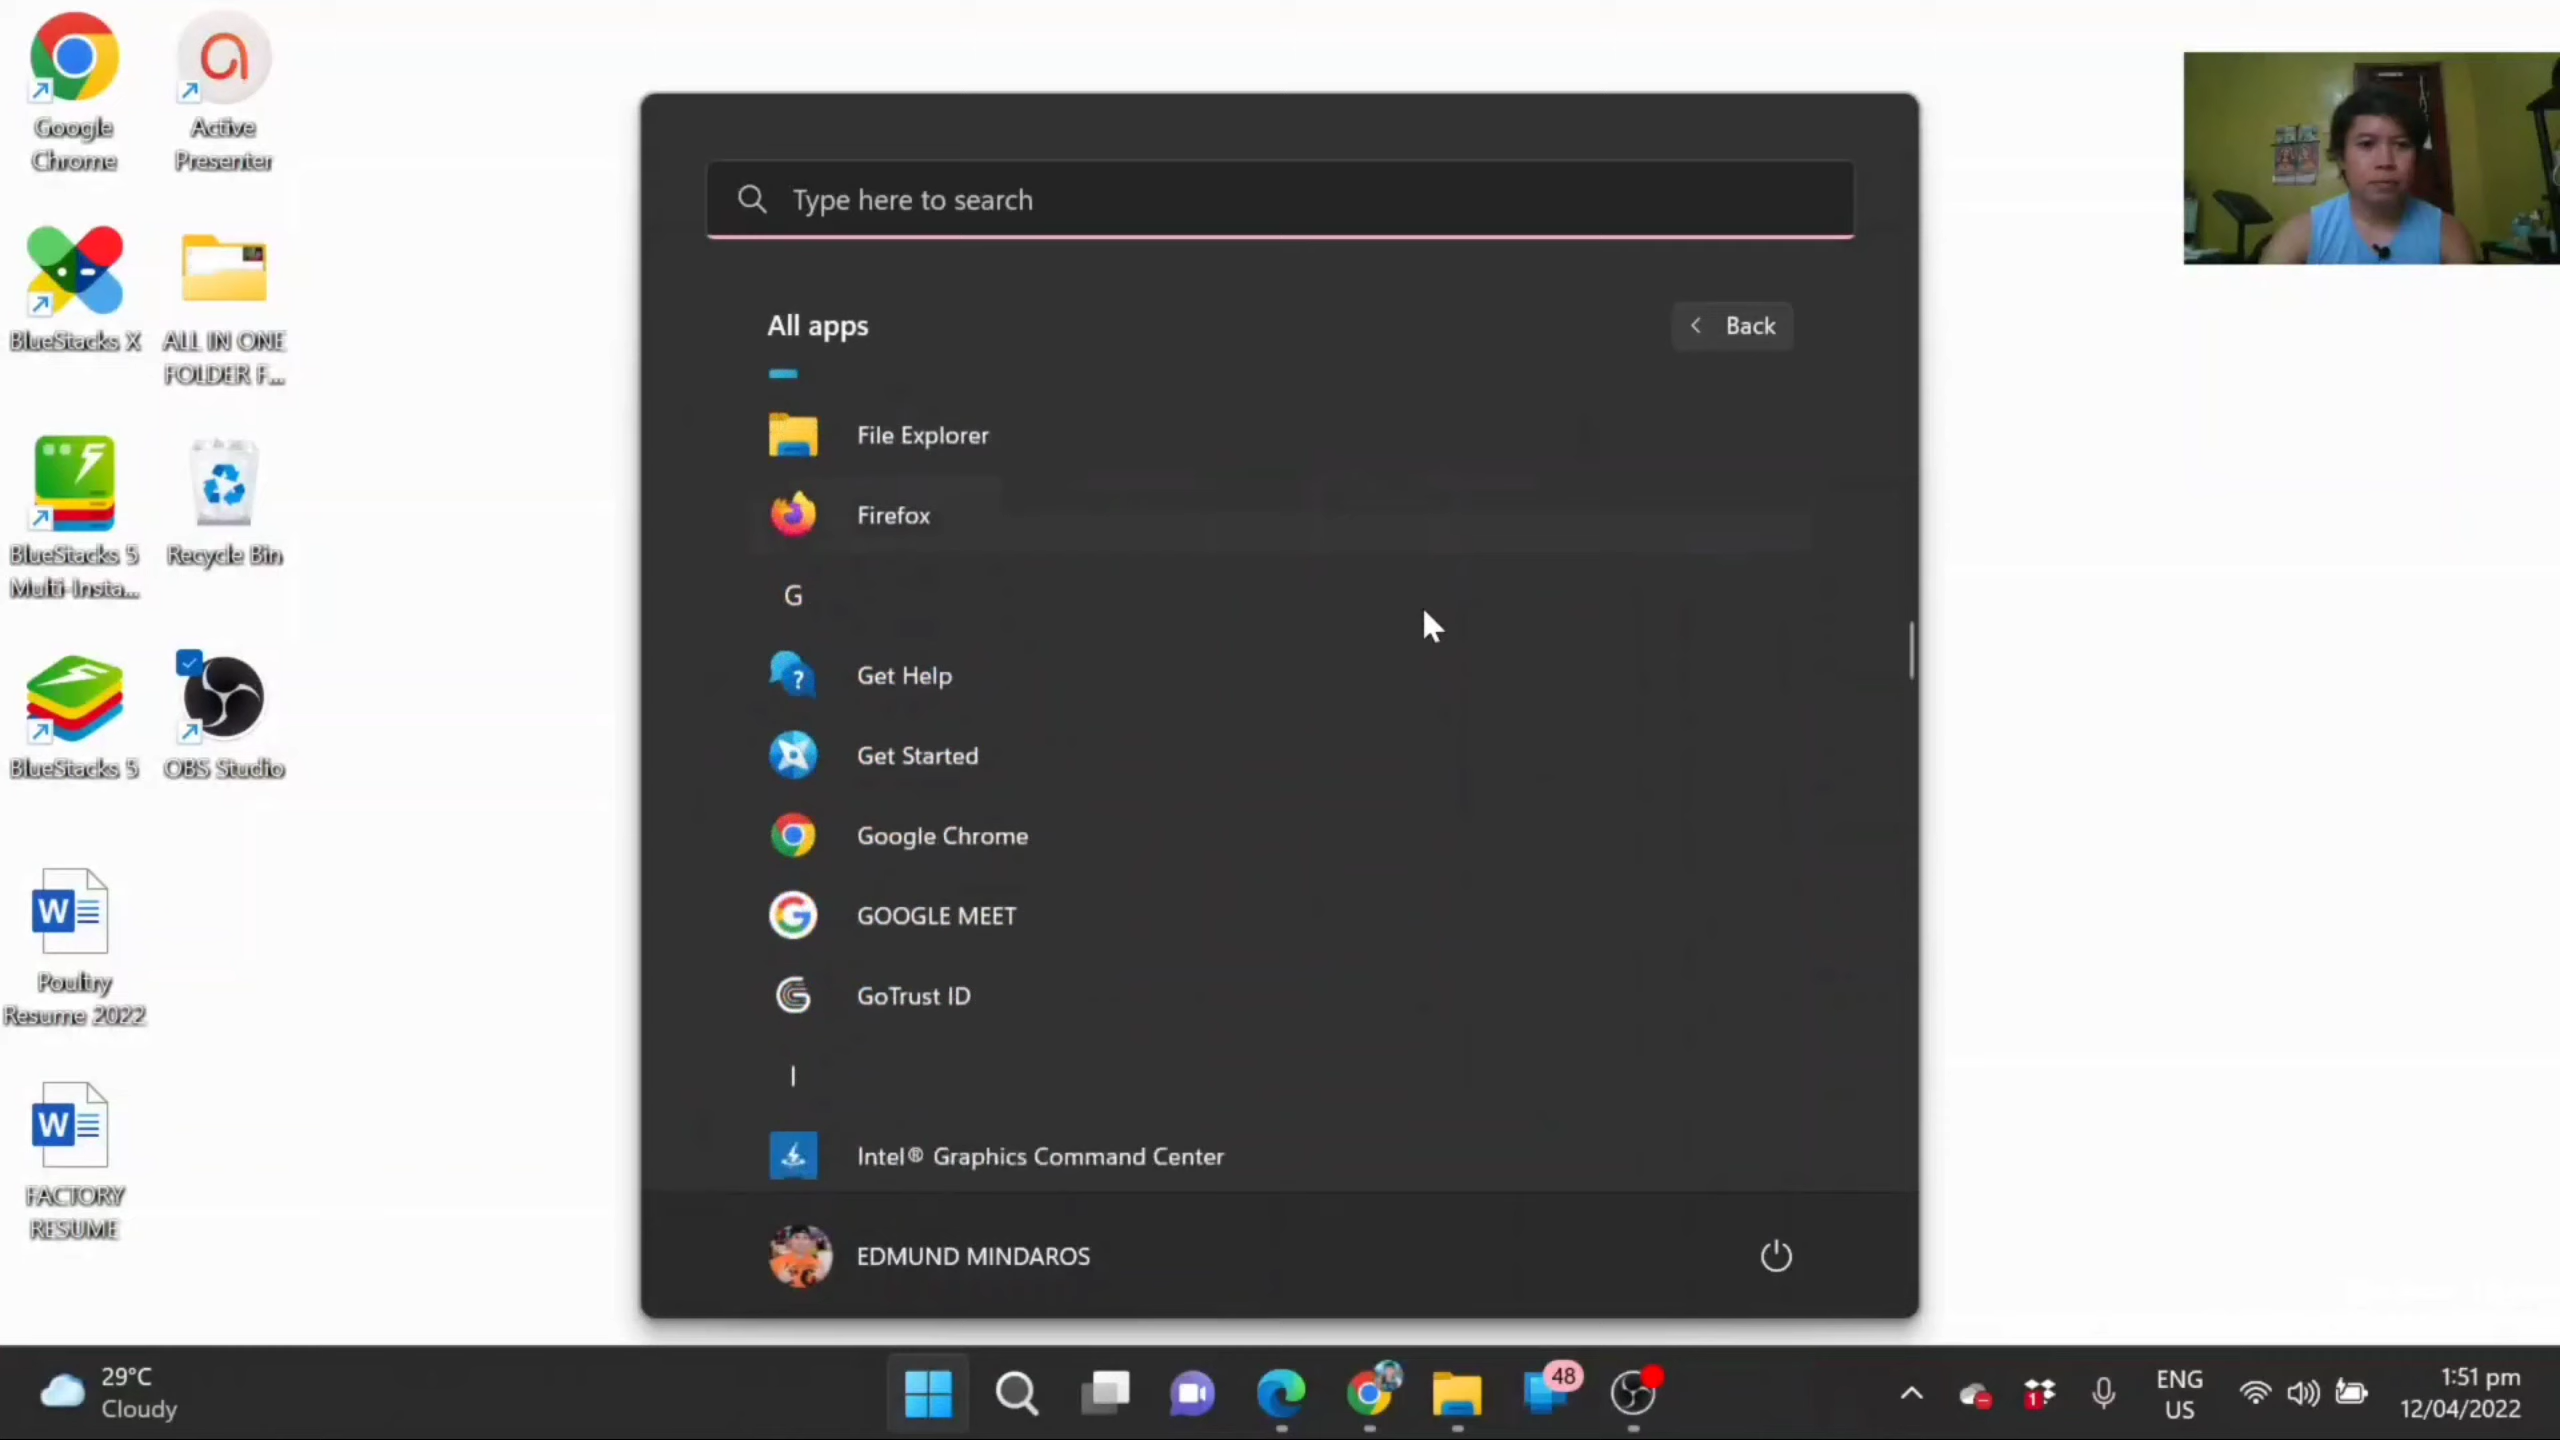 Google
Chrome
Active
Presenter
BlueStacks X
ALL IN ONE
FOLDER F...
BlueStacks 5
Multi-Insta...
Recycle Bin
BlueStacks 5
OBS Studio
Poultry
Resume 2022
FACTORY
RESUME
Type here to search
All apps
Back
File Explorer
Firefox
G
Get Help
Get Started
Google Chrome
GOOGLE MEET
GoTrust ID
I
Intel® Graphics Command Center
EDMUND MINDAROS
29°C
Cloudy
48
1
ENG
US
1:51 pm
12/04/2022